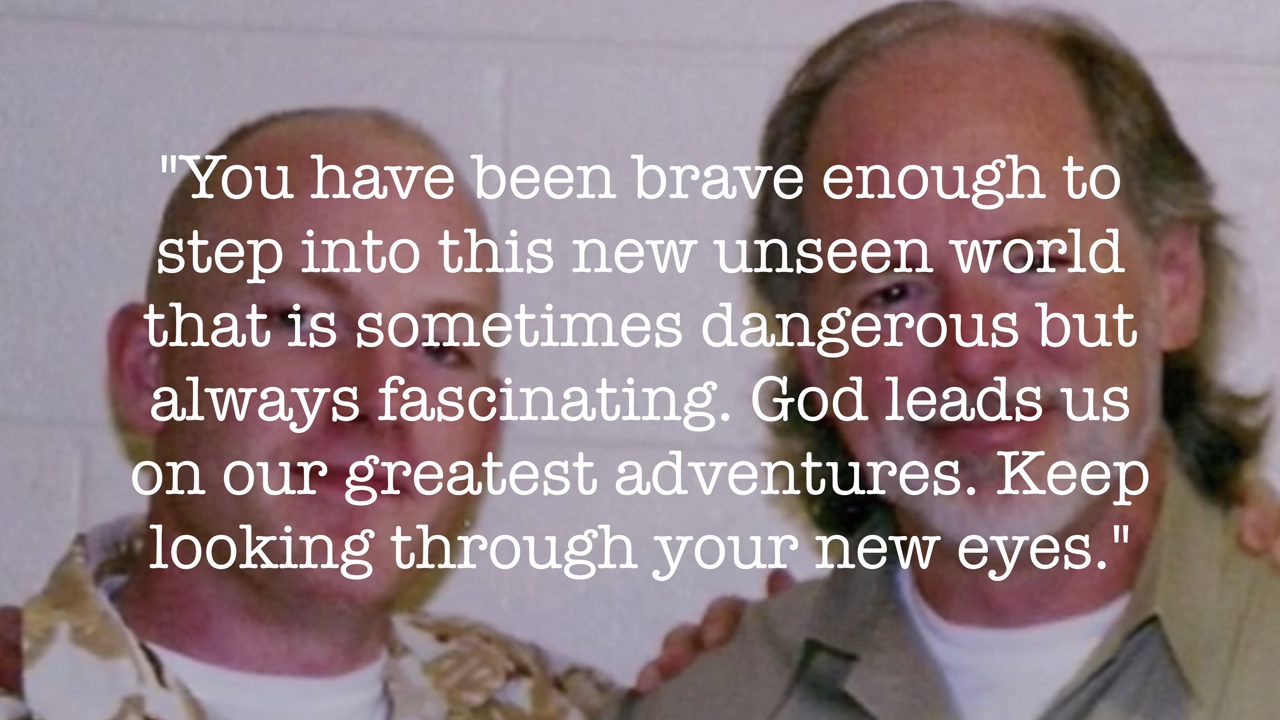 "You have been brave enough to
step into this new unseen world
that is sometimes dangerous but
always fascinating. God leads us
on our greatest adventures. Keep
looking through your new eyes."